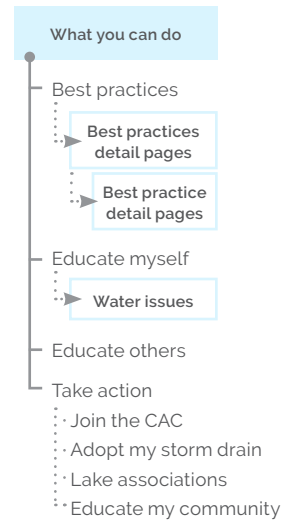 What you can do
Best practices
Best practices
detail pages
Best practice
detail pages
Educate myself
Water issues
Educate others
Take action
Join the CAC
Adopt my storm drain
Lake associations
Educate my community